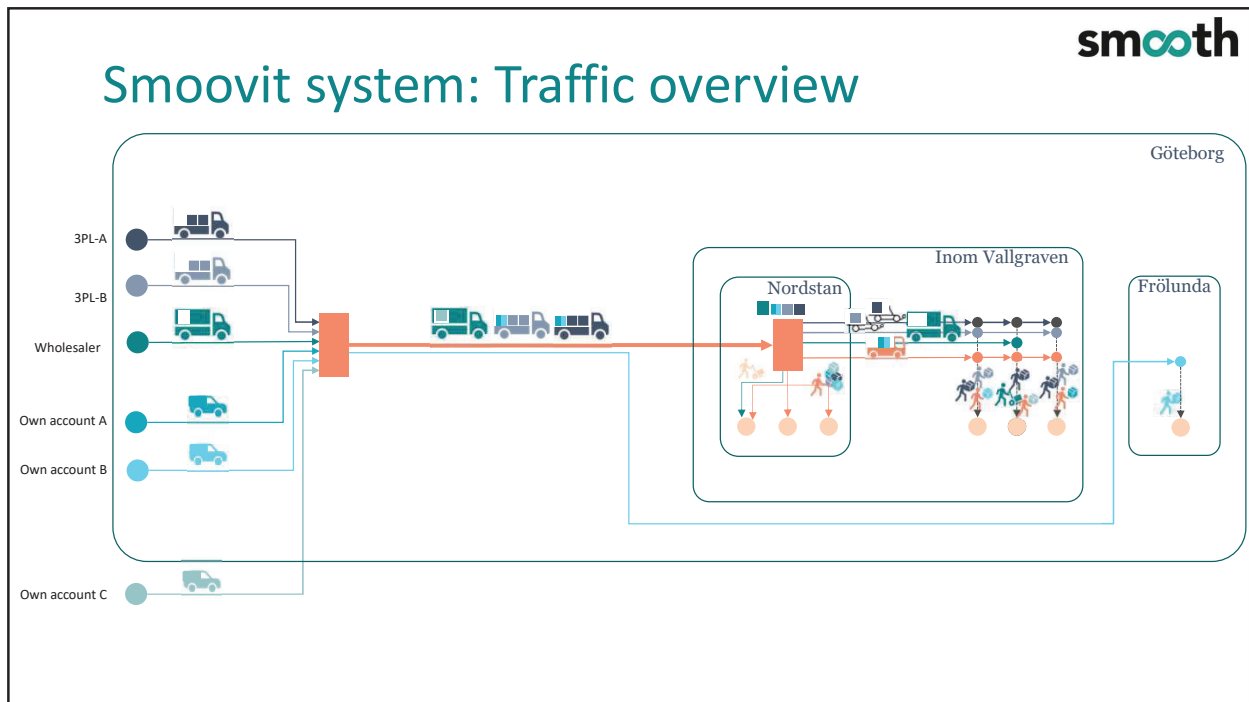 smooth
Smoovit system: Traffic overview
Göteborg
3PL-A
Inom Vallgraven
Nordstan
Frölunda
3PL-B
Wholesaler
Own account A
Own account B
Own account C